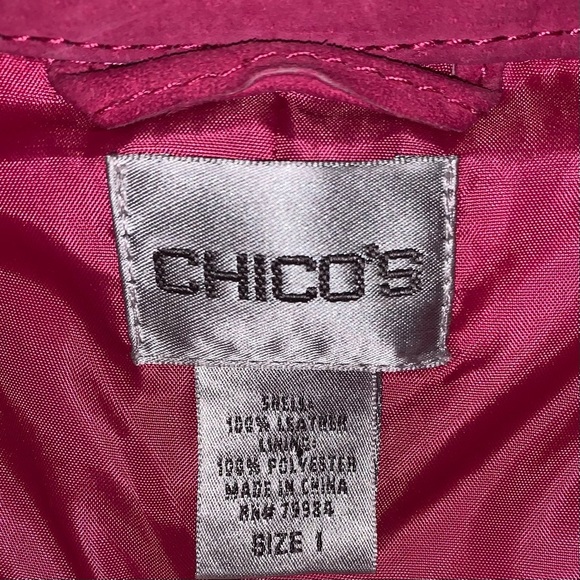 CHICO'S
SHELL:
100% LEATHER
LINING:
100% POLYESTER
MADE IN CHINA
RN# 79984
SIZE 1